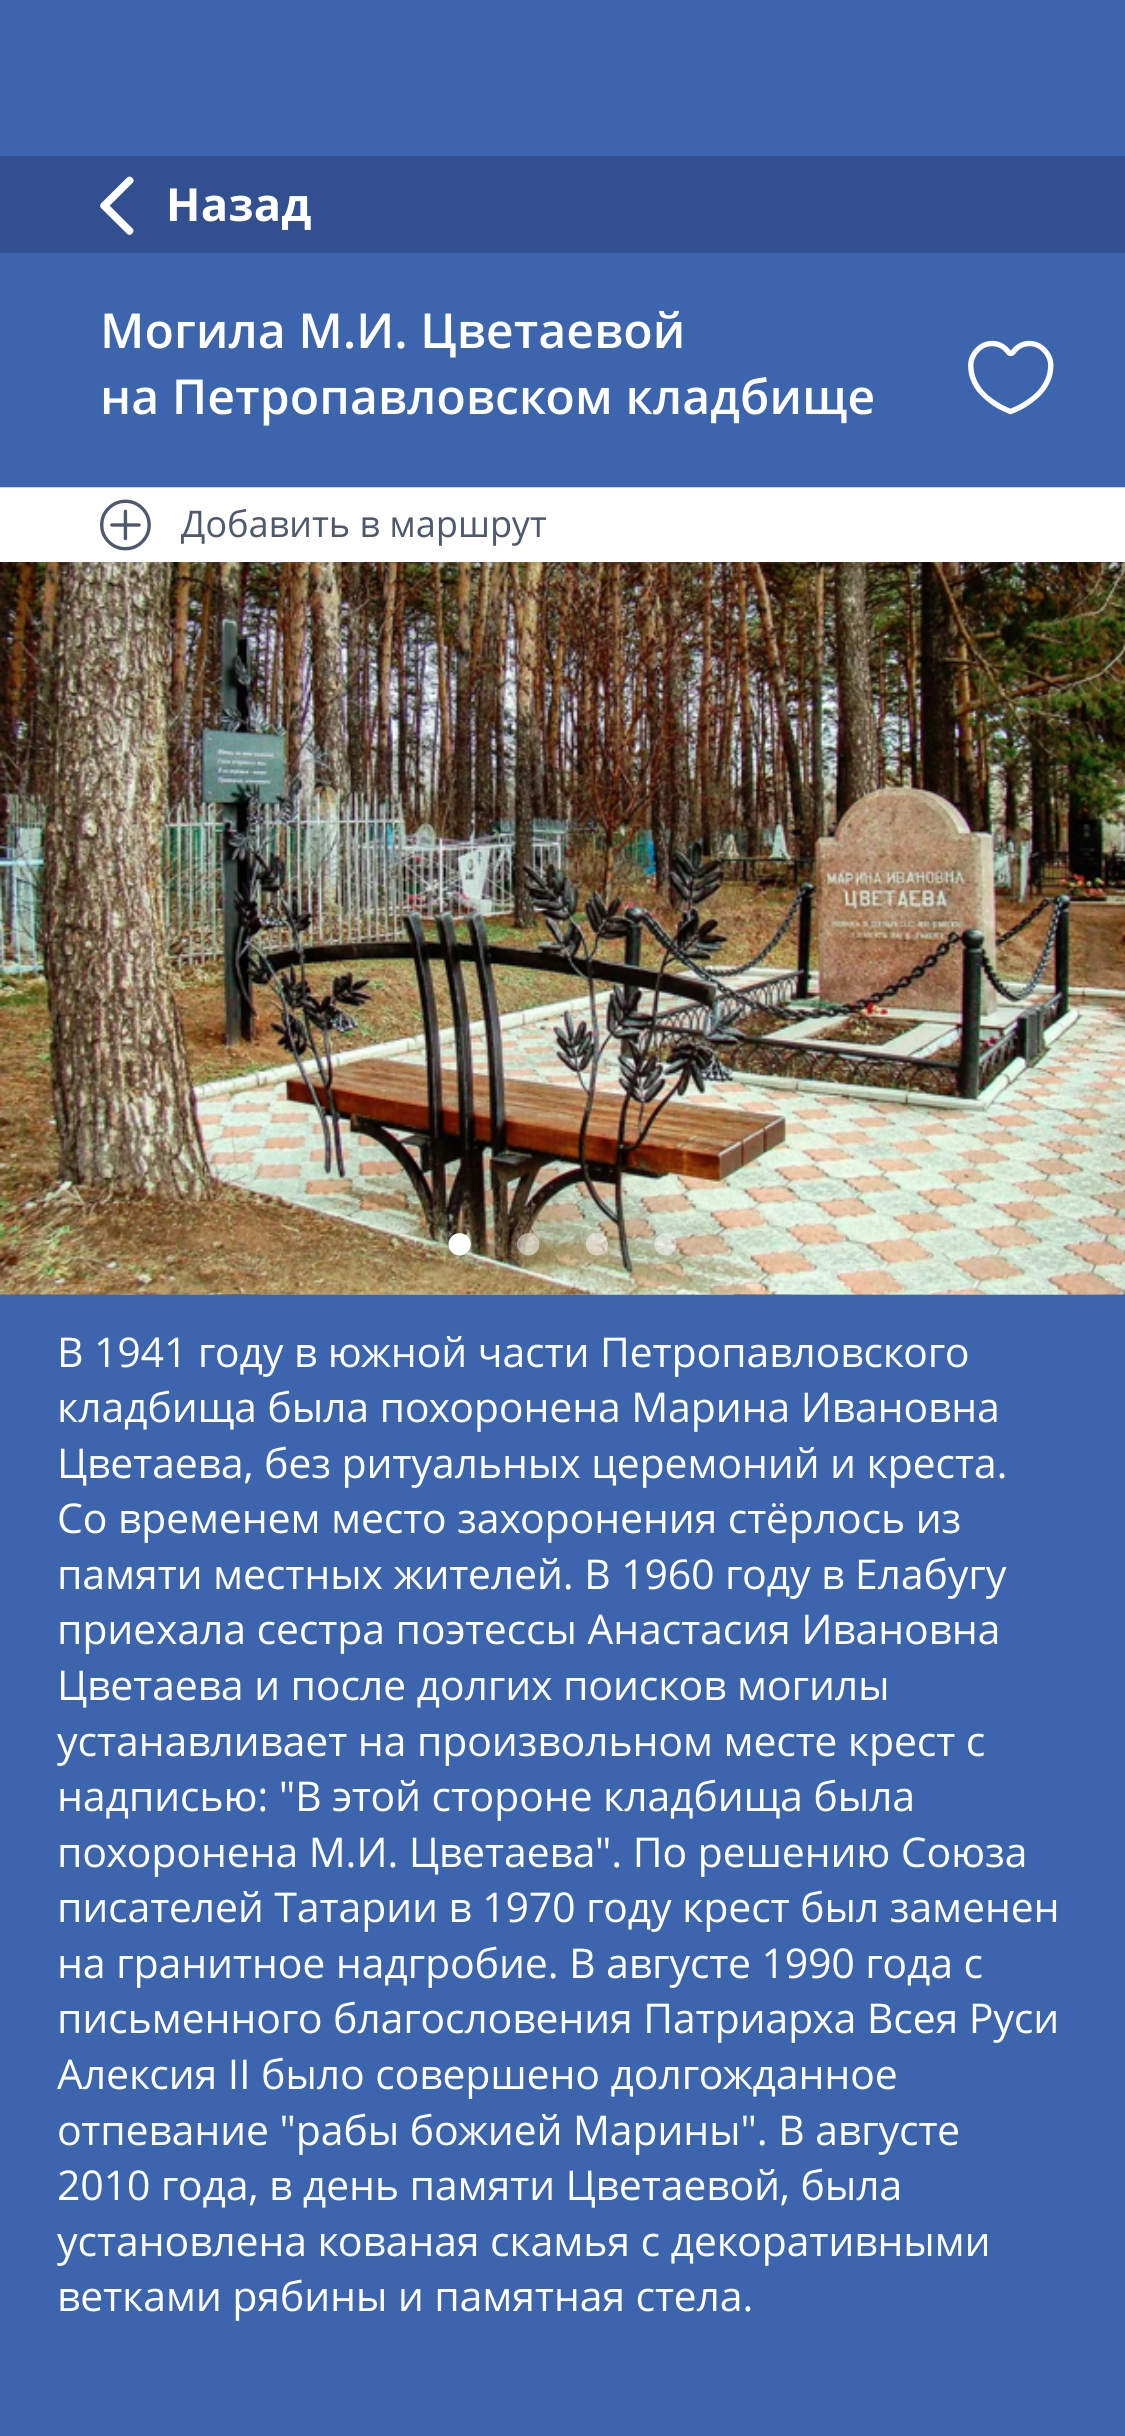 Назад
Могила М.И. Цветаевой
на Петропавловском кладбище
Добавить в маршрут
МАРИНА ИВАНОВНА
ЦВЕТАЕВА
В 1941 году в южной части Петропавловского
кладбища была похоронена Марина Ивановна
Цветаева, без ритуальных церемоний и креста.
Со временем место захоронения стёрлось из
памяти местных жителей. В 1960 году в Елабугу
приехала сестра поэтессы Анастасия Ивановна
Цветаева и после долгих поисков могилы
устанавливает на произвольном месте крест с
надписью: "В этой стороне кладбища была
похоронена М.И. Цветаева". По решению Союза
писателей Татарии в 1970 году крест был заменен
на гранитное надгробие. В августе 1990 года с
письменного благословения Патриарха Всея Руси
Алексия II было совершено долгожданное
отпевание "рабы божией Марины". В августе
2010 года, в день памяти Цветаевой, была
установлена кованая скамья с декоративными
ветками рябины и памятная стела.